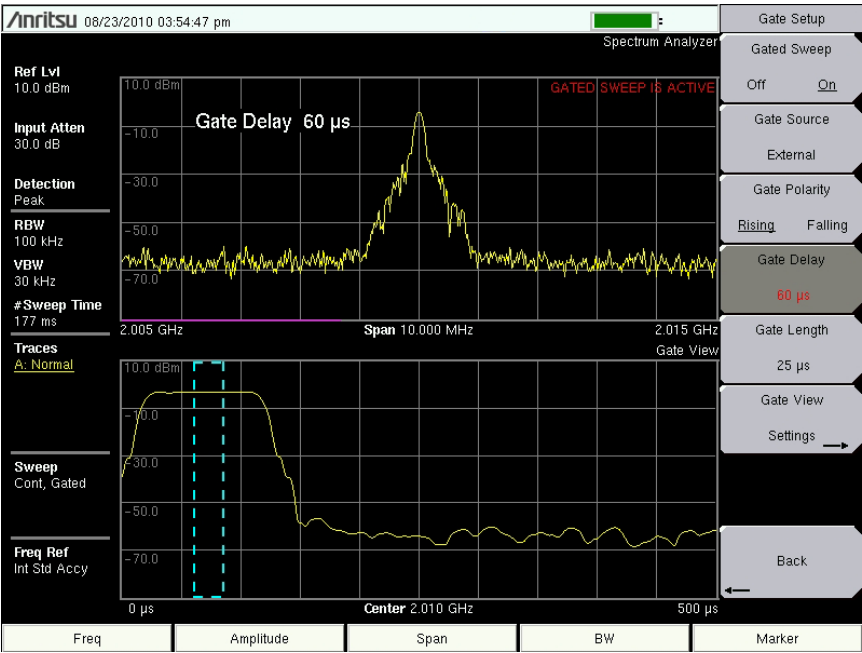 Anritsu 08/23/2010 03:54:47 pm
Spectrum Analyzer
Ref Lvl
10.0 dBm
Input Atten
30.0 dB
Detection
Peak
RBW
100 kHz
VBW
30 kHz
#Sweep Time
177 ms
Traces
A: Normal
Sweep
Cont, Gated
Freq Ref
Int Std Accy
10.0 dBm
GATED SWEEP IS ACTIVE
Gate Delay 60 µs
-10.0
-30.0
-50.0
-70.0
2.005 GHz Span 10.000 MHz 2.015 GHz
Gate View
10.0 dBm
-10.0
-30.0
-50.0
-70.0
0 µs Center 2.010 GHz 500 µs
Gate Setup
Gated Sweep
Off On
Gate Source
External
Gate Polarity
Rising Falling
Gate Delay
60 µs
Gate Length
25 µs
Gate View
Settings
Back
Freq Amplitude Span BW Marker